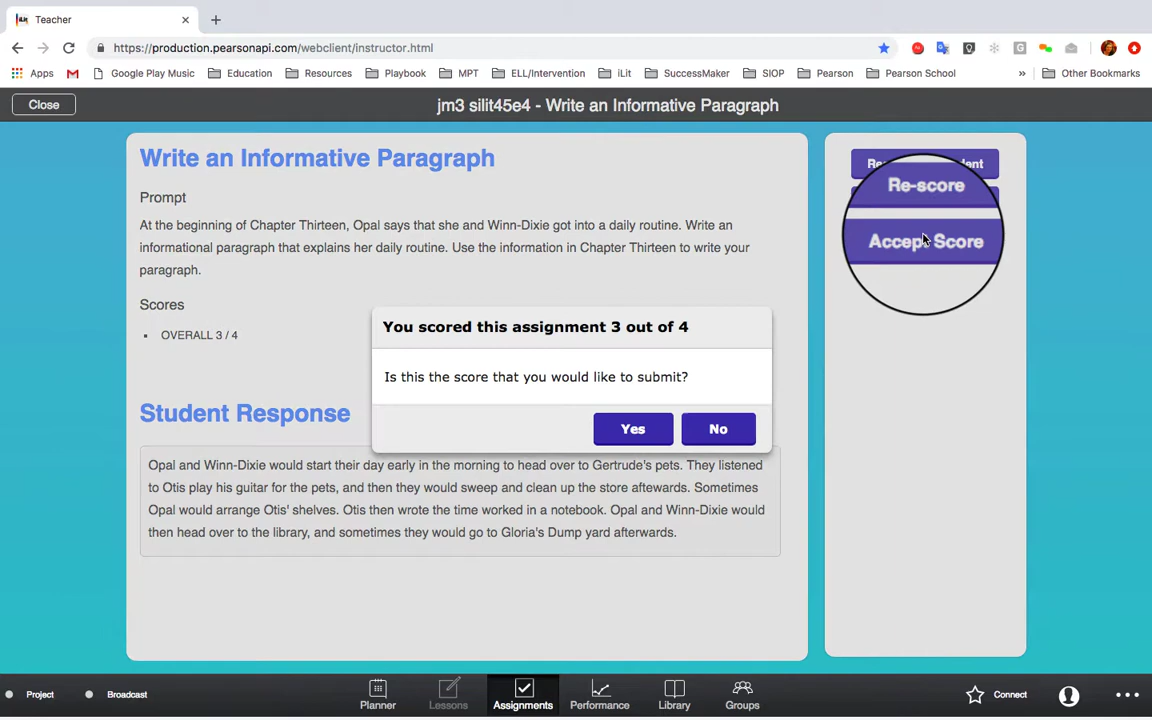 Teacher
https://production.pearsonapi.com/webclient/instructor.html
Apps
Google Play Music
Education
Resources
Playbook
MPT
ELL/Intervention
iLit
SuccessMaker
SIOP
Pearson
Pearson School
»
Other Bookmarks
Close
jm3 silit45e4 - Write an Informative Paragraph
Write an Informative Paragraph
Prompt
At the beginning of Chapter Thirteen, Opal says that she and Winn-Dixie got into a daily routine. Write an
informational paragraph that explains her daily routine. Use the information in Chapter Thirteen to write your
paragraph.
Scores
• OVERALL 3 / 4
Re-score
Accept Score
You scored this assignment 3 out of 4
Is this the score that you would like to submit?
Yes
No
Student Response
Opal and Winn-Dixie would start their day early in the morning to head over to Gertrude's pets. They listened
to Otis play his guitar for the pets, and then they would sweep and clean up the store aftewards. Sometimes
Opal would arrange Otis' shelves. Otis then wrote the time worked in a notebook. Opal and Winn-Dixie would
then head over to the library, and sometimes they would go to Gloria's Dump yard afterwards.
Project
Broadcast
Planner
Lessons
Assignments
Performance
Library
Groups
Connect